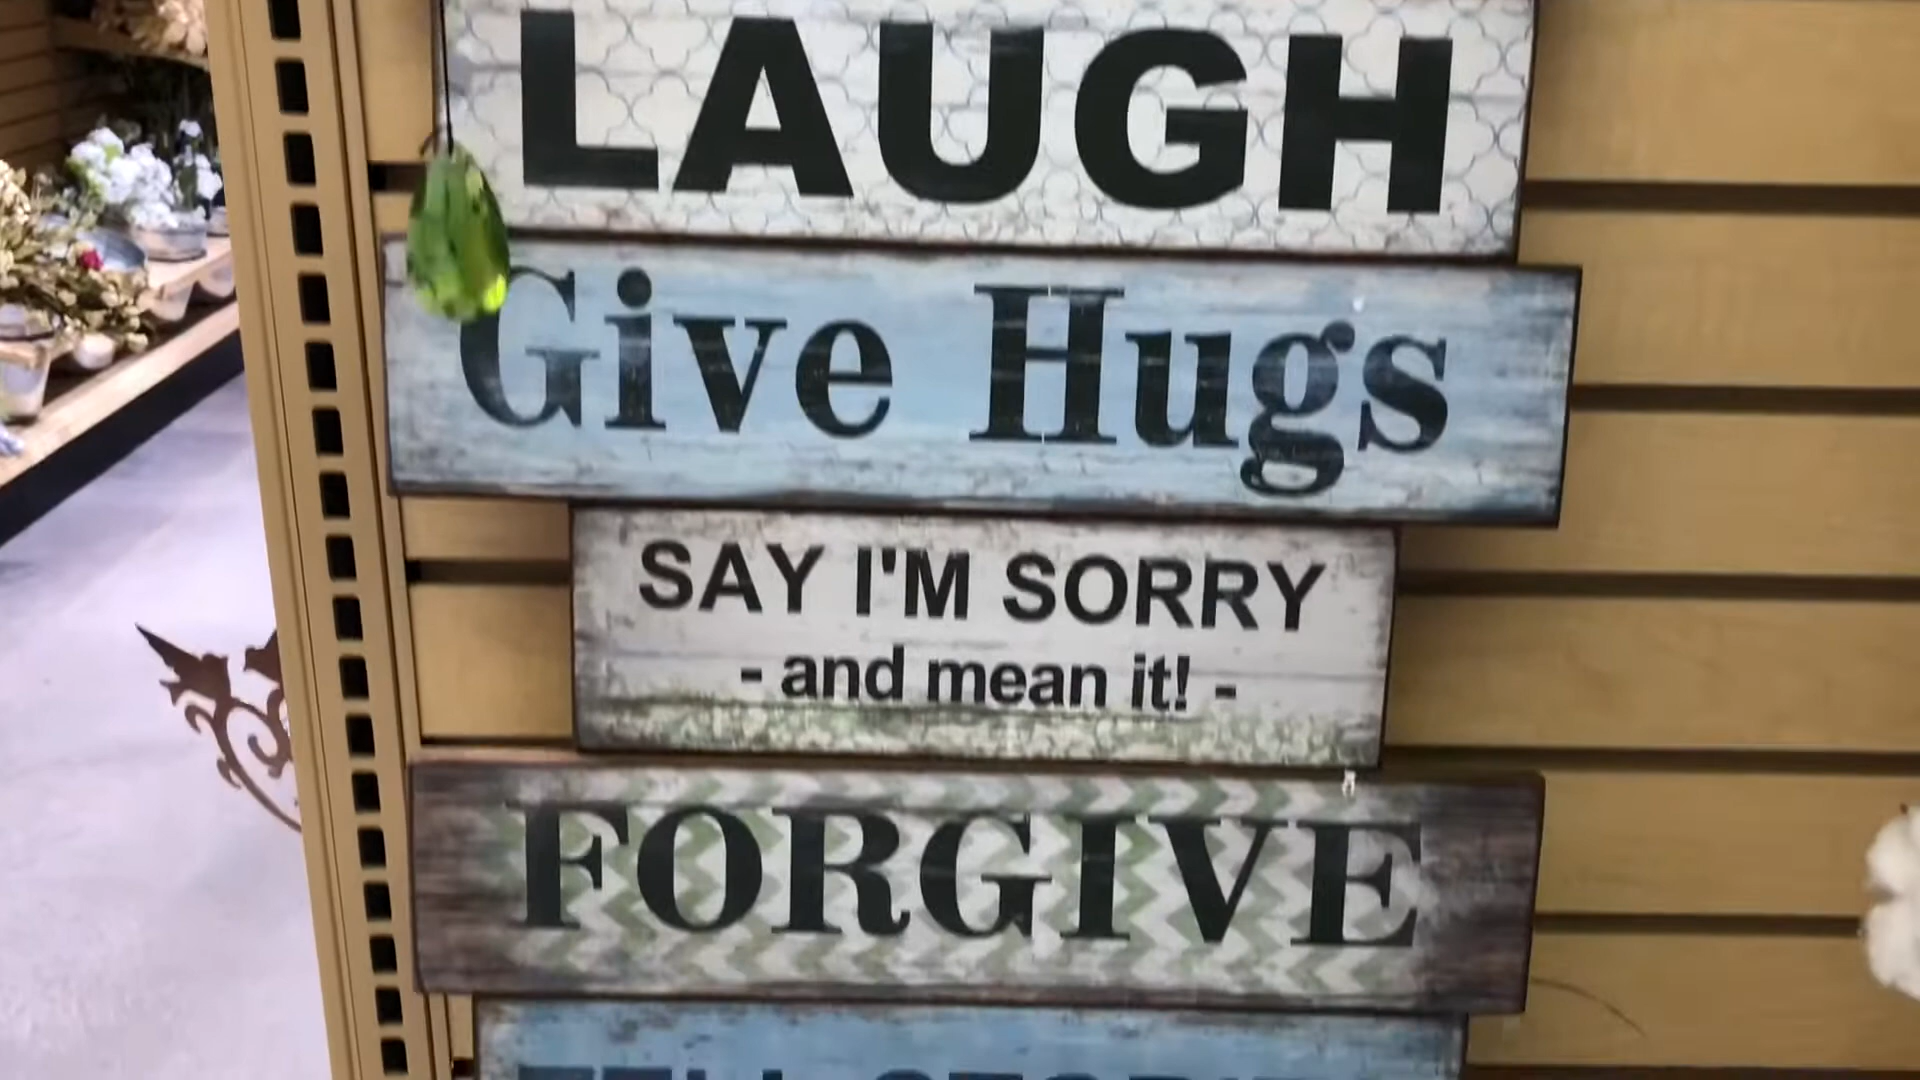 LAUGH
Give Hugs
SAY I'M SORRY
- and mean it! -
FORGIVE